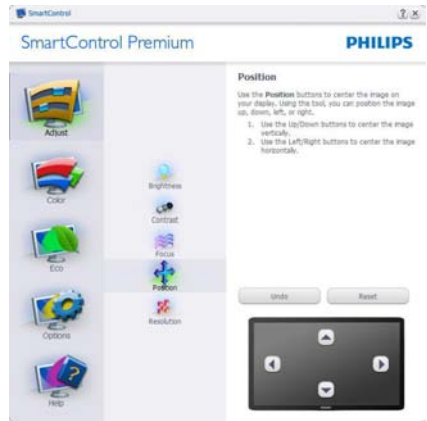 SmartControl
SmartControl Premium
PHILIPS
Adjust
Color
Eco
Options
Help
Brightness
Contrast
Focus
Position
Resolution
Position
Use the Position buttons to center the image on
your display. Using the tool, you can position the image
up, down, left, or right.
1. Use the Up/Down buttons to center the image
vertically.
2. Use the Left/Right buttons to center the image
horizontaly.
Undo
Reset